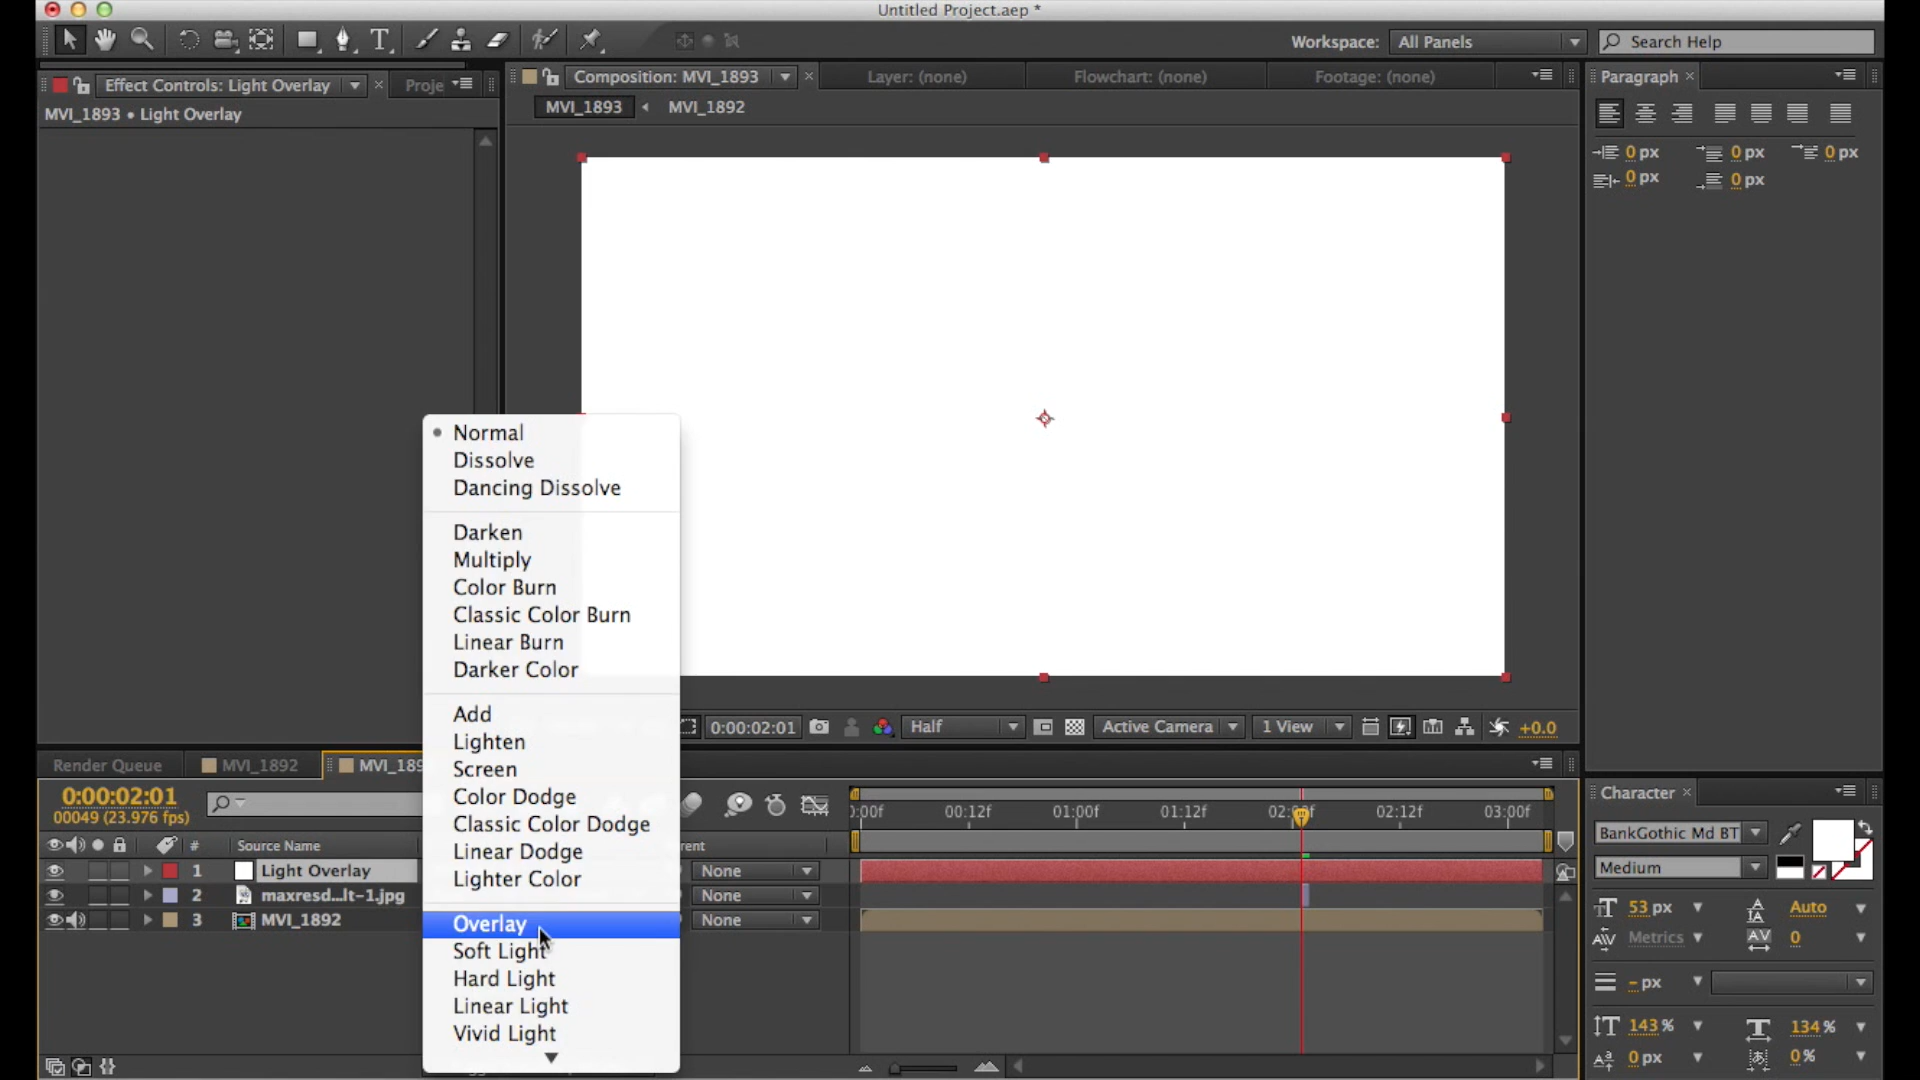 Untitled Project.aep *
Workspace: All Panels
Search Help
Effect Controls: Light Overlay × Proje
MVI_1893 • Light Overlay
Composition: MVI_1893 ×
Layer: (none)
Flowchart: (none)
Footage: (none)
MVI_1893
MVI_1892
Paragraph ×
0 px 0 px 0 px
0 px 0 px
Normal
Dissolve
Dancing Dissolve
Darken
Multiply
Color Burn
Classic Color Burn
Linear Burn
Darker Color
Add
Lighten
Screen
Color Dodge
Classic Color Dodge
Linear Dodge
Lighter Color
Overlay
Soft Light
Hard Light
Linear Light
Vivid Light
0:00:02:01
Half
Active Camera
1 View
+0.0
Render Queue
MVI_1892
MVI_189
0:00:02:01
00049 (23.976 fps)
# Source Name
rent
1 Light Overlay None
2 maxresd...lt-1.jpg None
3 MVI_1892 None
:00f 00:12f 01:00f 01:12f 02: 02:12f 03:00f
Character ×
BankGothic Md BT
Medium
53 px Auto
Metrics 0
- px
143 % 134 %
0 px 0 %